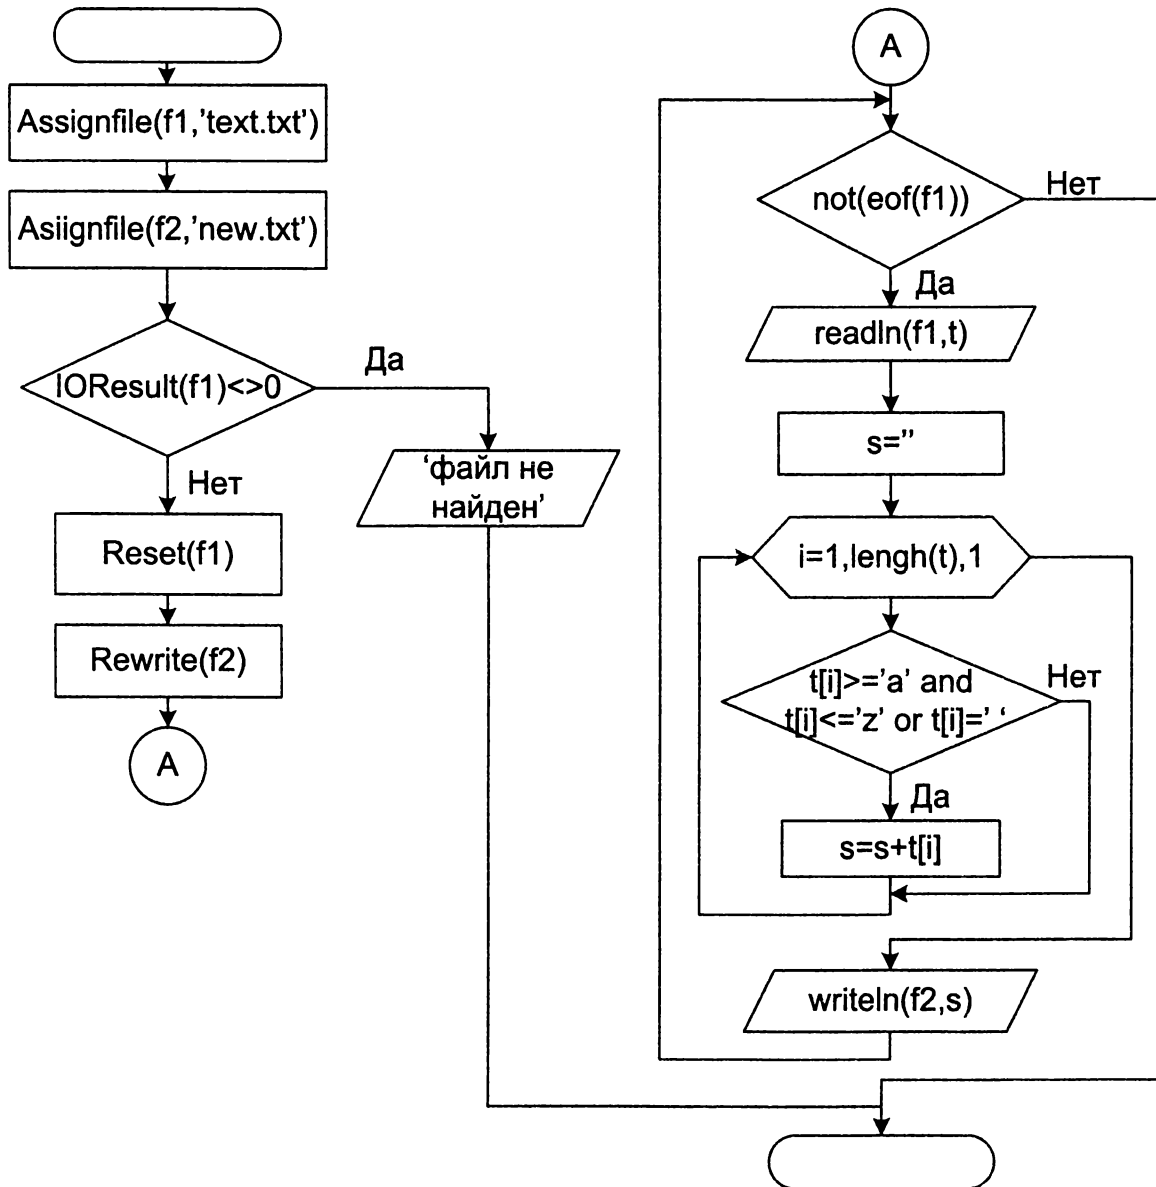 Assignfile(f1,'text.txt')
Asiignfile(f2,'new.txt')
IOResult(f1)<>0
Да
Нет
'файл не
найден'
Reset(f1)
Rewrite(f2)
A
A
not(eof(f1))
Нет
Да
readln(f1,t)
s=''
i=1,lengh(t),1
t[i]>='a' and
t[i]<='z' or t[i]=' '
Нет
Да
s=s+t[i]
writeln(f2,s)